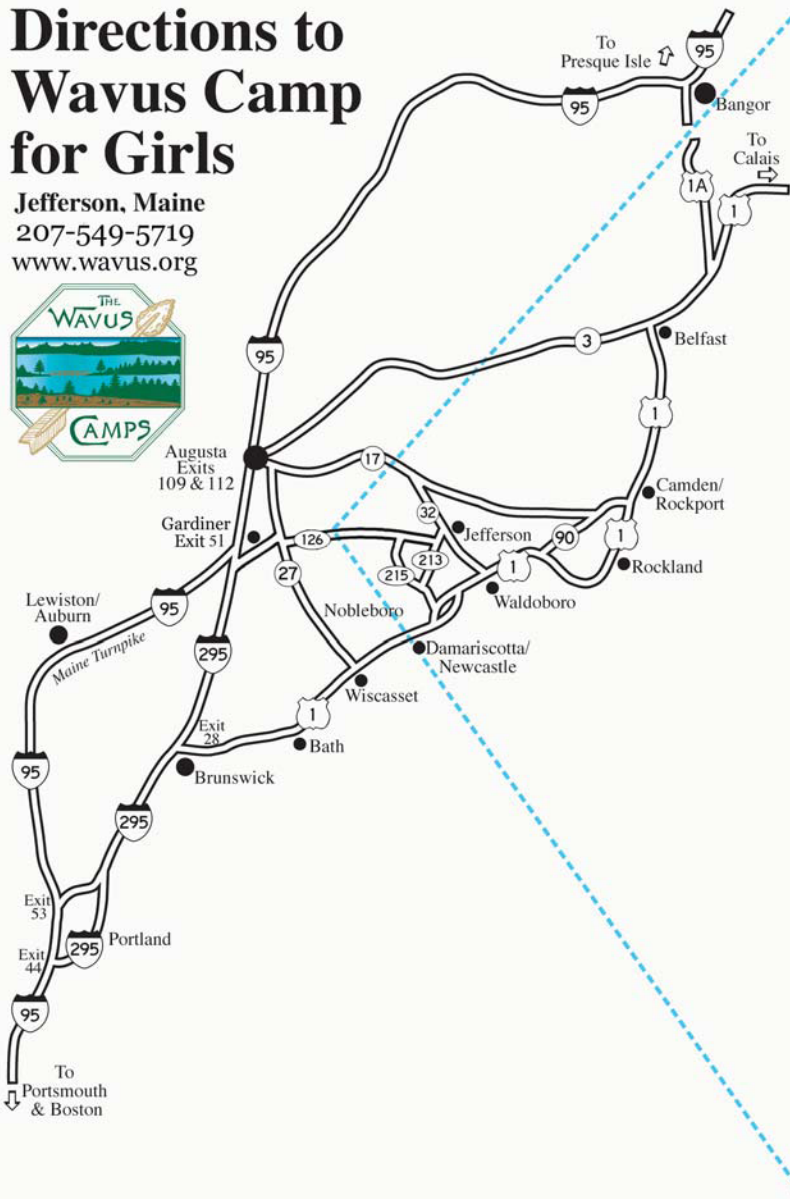 Directions to
Wavus Camp
for Girls
Jefferson, Maine
207-549-5719
www.wavus.org
THE
WAVUS
CAMPS
To
Presque Isle
95
95
Bangor
To
Calais
1A
1
95
3
Belfast
1
Augusta
Exits
109 & 112
17
Camden/
Rockport
32
Gardiner
Exit 51
126
Jefferson
90
1
213
1
Rockland
27
215
Waldoboro
Lewiston/
Auburn
95
Nobleboro
Maine Turnpike
295
Damariscotta/
Newcastle
Wiscasset
1
Exit
28
Bath
95
Brunswick
295
Exit
53
295
Portland
Exit
44
95
To
Portsmouth
& Boston